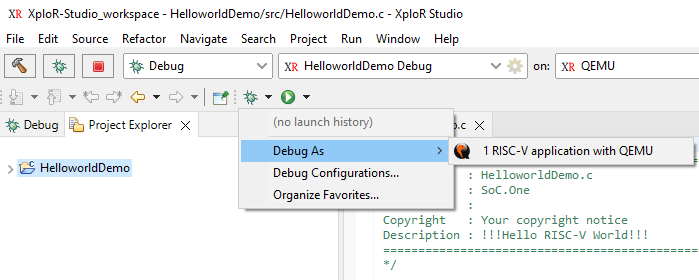 XR XploR-Studio_workspace - HelloworldDemo/src/HelloworldDemo.c - XploR Studio
File Edit Source Refactor Navigate Search Project Run Window Help
Debug XR HelloworldDemo Debug on: XR QEMU
Debug Project Explorer .c
(no launch history)
Debug As 1 RISC-V application with QEMU
HelloworldDemo
Debug Configurations... : HelloworldDemo.c
: SoC.One
Organize Favorites... :
Copyright : Your copyright notice
Description : !!!Hello RISC-V World!!!
============================================
*/